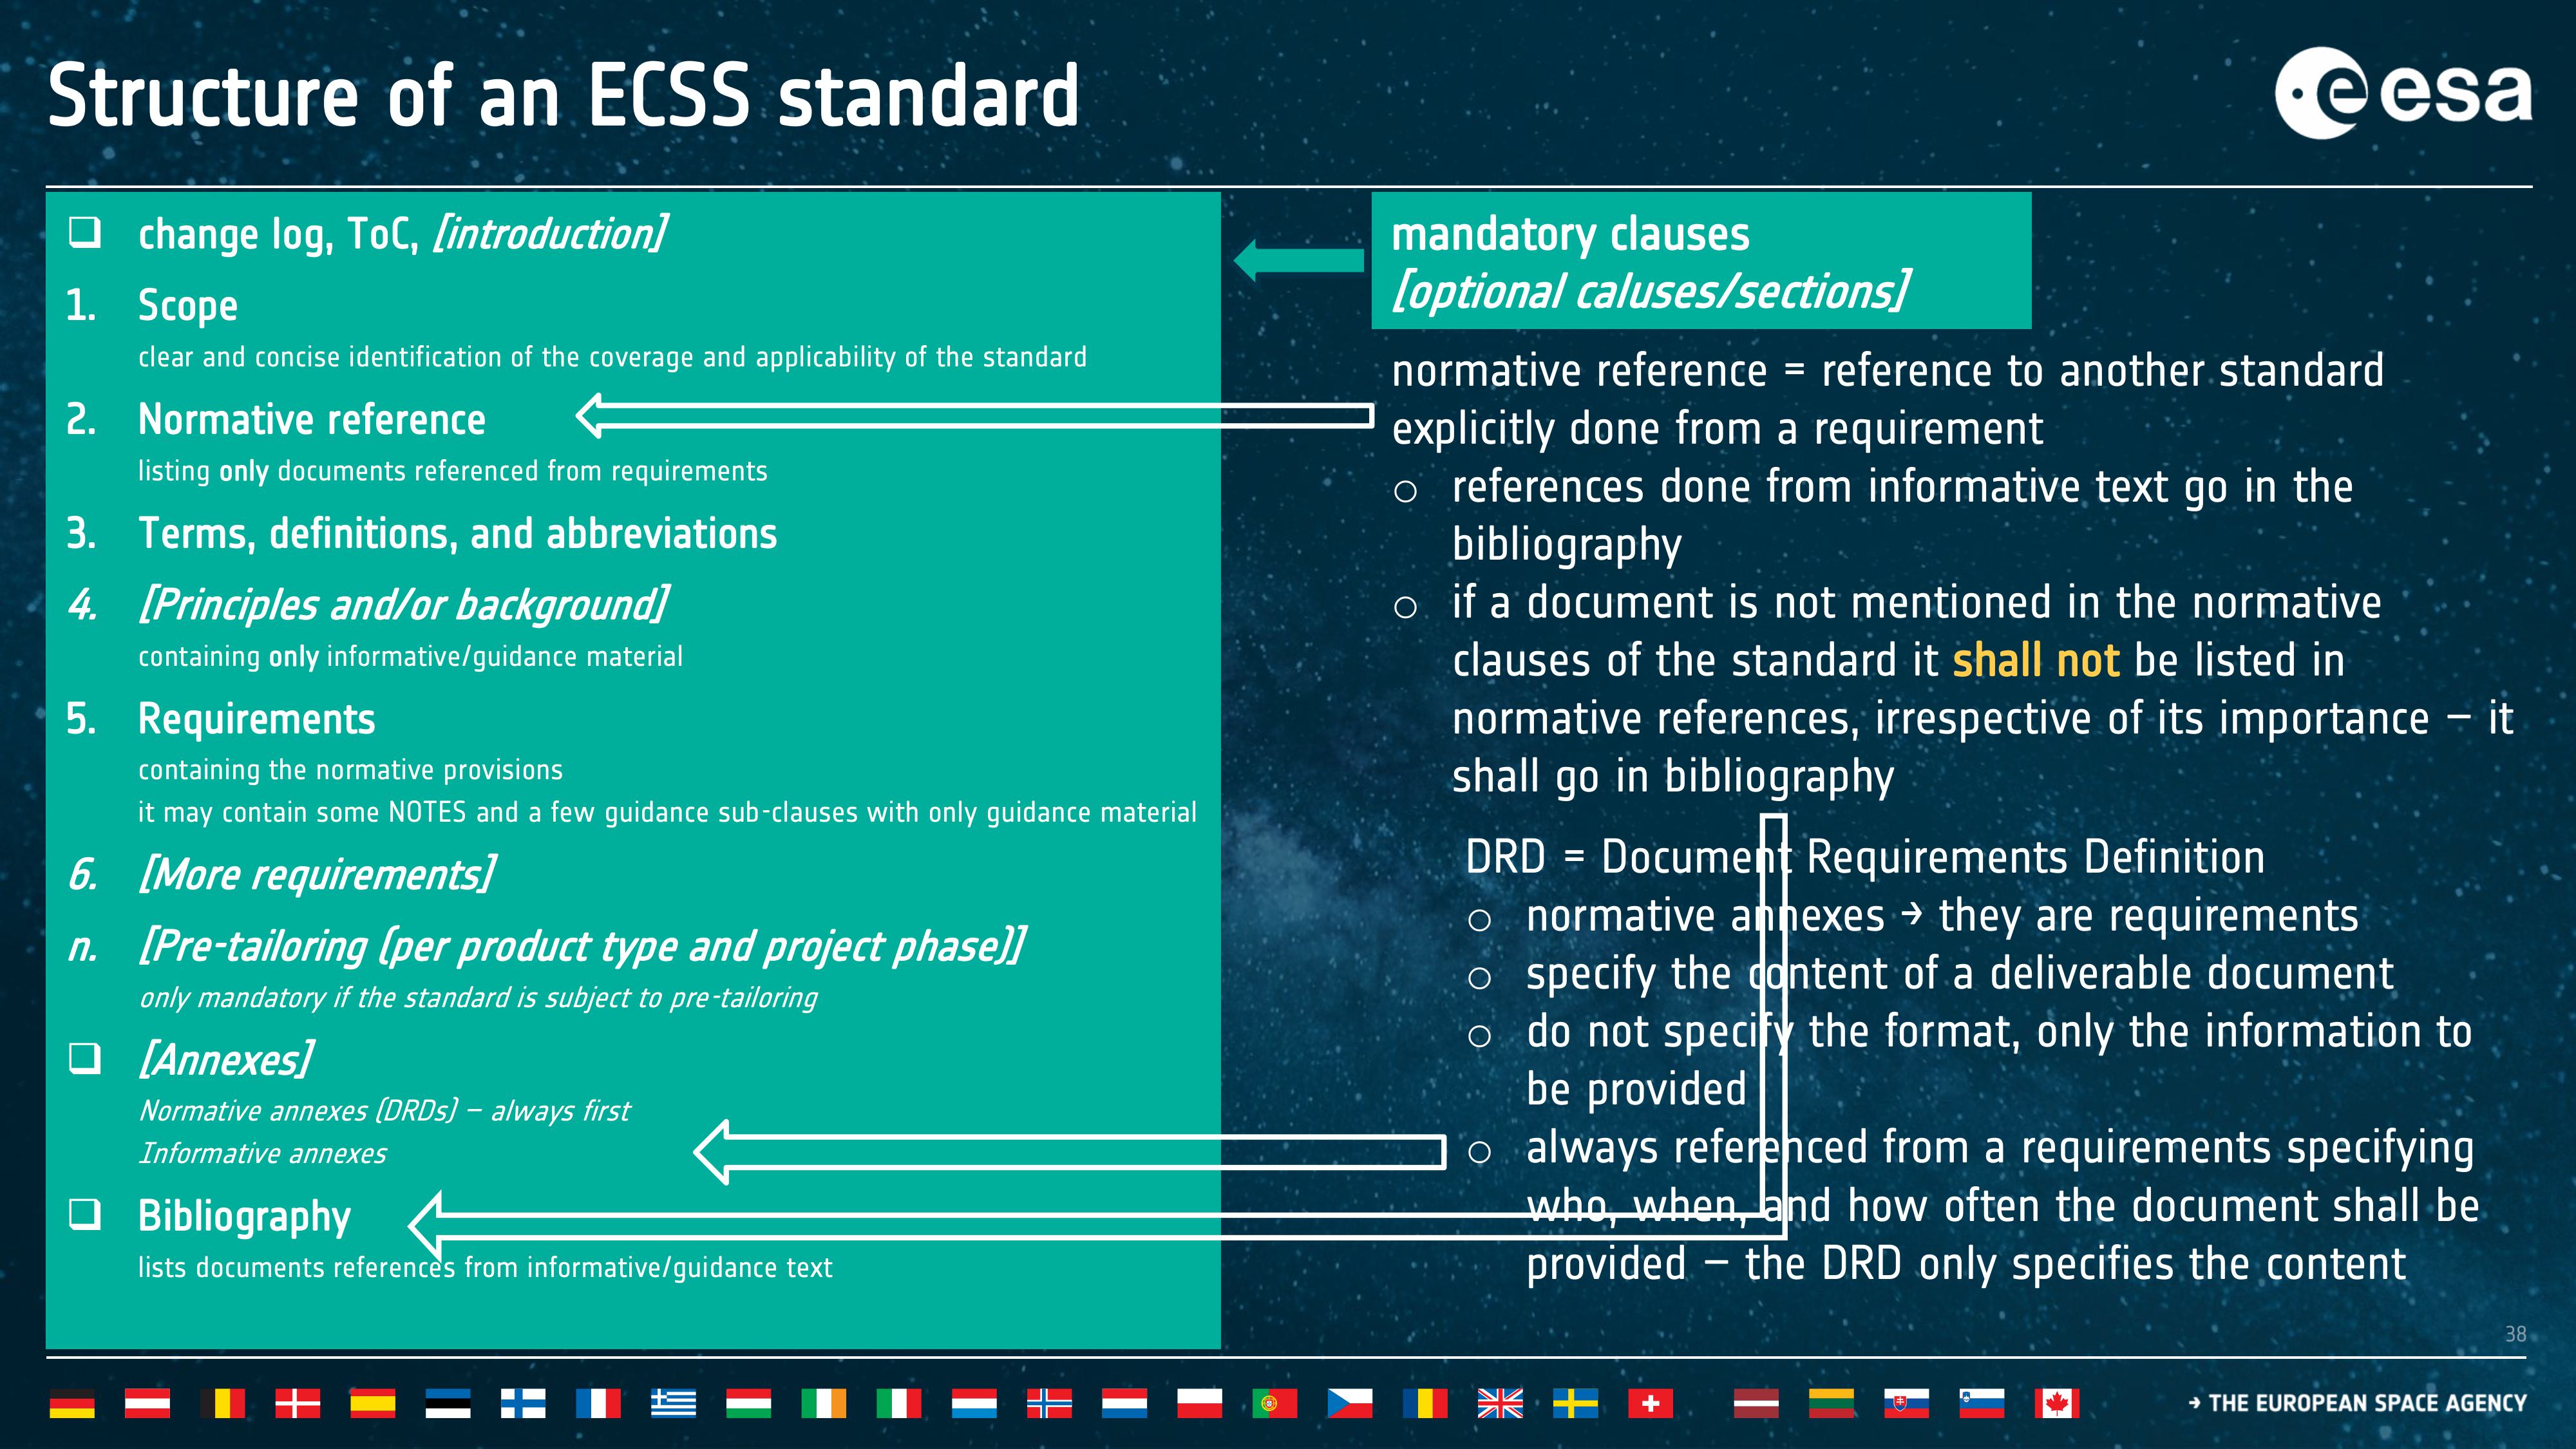 Structure of an ECSS standard
esa
change log, ToC, [introduction]
1. Scope
clear and concise identification of the coverage and applicability of the standard
2. Normative reference
listing only documents referenced from requirements
3. Terms, definitions, and abbreviations
4. [Principles and/or background]
containing only informative/guidance material
5. Requirements
containing the normative provisions
it may contain some NOTES and a few guidance sub-clauses with only guidance material
6. [More requirements]
n. [Pre-tailoring (per product type and project phase)]
only mandatory if the standard is subject to pre-tailoring
[Annexes]
Normative annexes (DRDs) – always first
Informative annexes
Bibliography
lists documents references from informative/guidance text
mandatory clauses
[optional caluses/sections]
normative reference = reference to another standard
explicitly done from a requirement
○ references done from informative text go in the
bibliography
○ if a document is not mentioned in the normative
clauses of the standard it shall not be listed in
normative references, irrespective of its importance – it
shall go in bibliography
DRD = Document Requirements Definition
○ normative annexes → they are requirements
○ specify the content of a deliverable document
○ do not specify the format, only the information to
be provided
○ always referenced from a requirements specifying
who, when, and how often the document shall be
provided – the DRD only specifies the content
38
→ THE EUROPEAN SPACE AGENCY